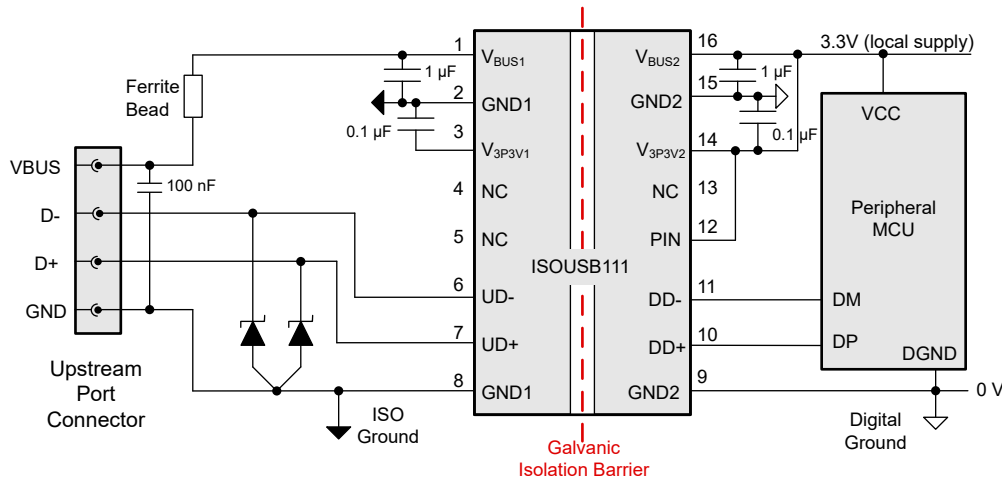 1
VBUS1
1 µF
2
GND1
0.1 µF
3
V3P3V1
4
NC
5
NC
6
UD-
7
UD+
8
GND1
Ferrite
Bead
VBUS
100 nF
D-
D+
GND
Upstream
Port
Connector
ISO
Ground
ISOUSB111
Galvanic
Isolation Barrier
16
VBUS2
3.3V (local supply)
1 µF
15
GND2
0.1 µF
14
V3P3V2
13
NC
12
PIN
11
DD-
10
DD+
9
GND2
VCC
Peripheral
MCU
DM
DP
DGND
0 V
Digital
Ground